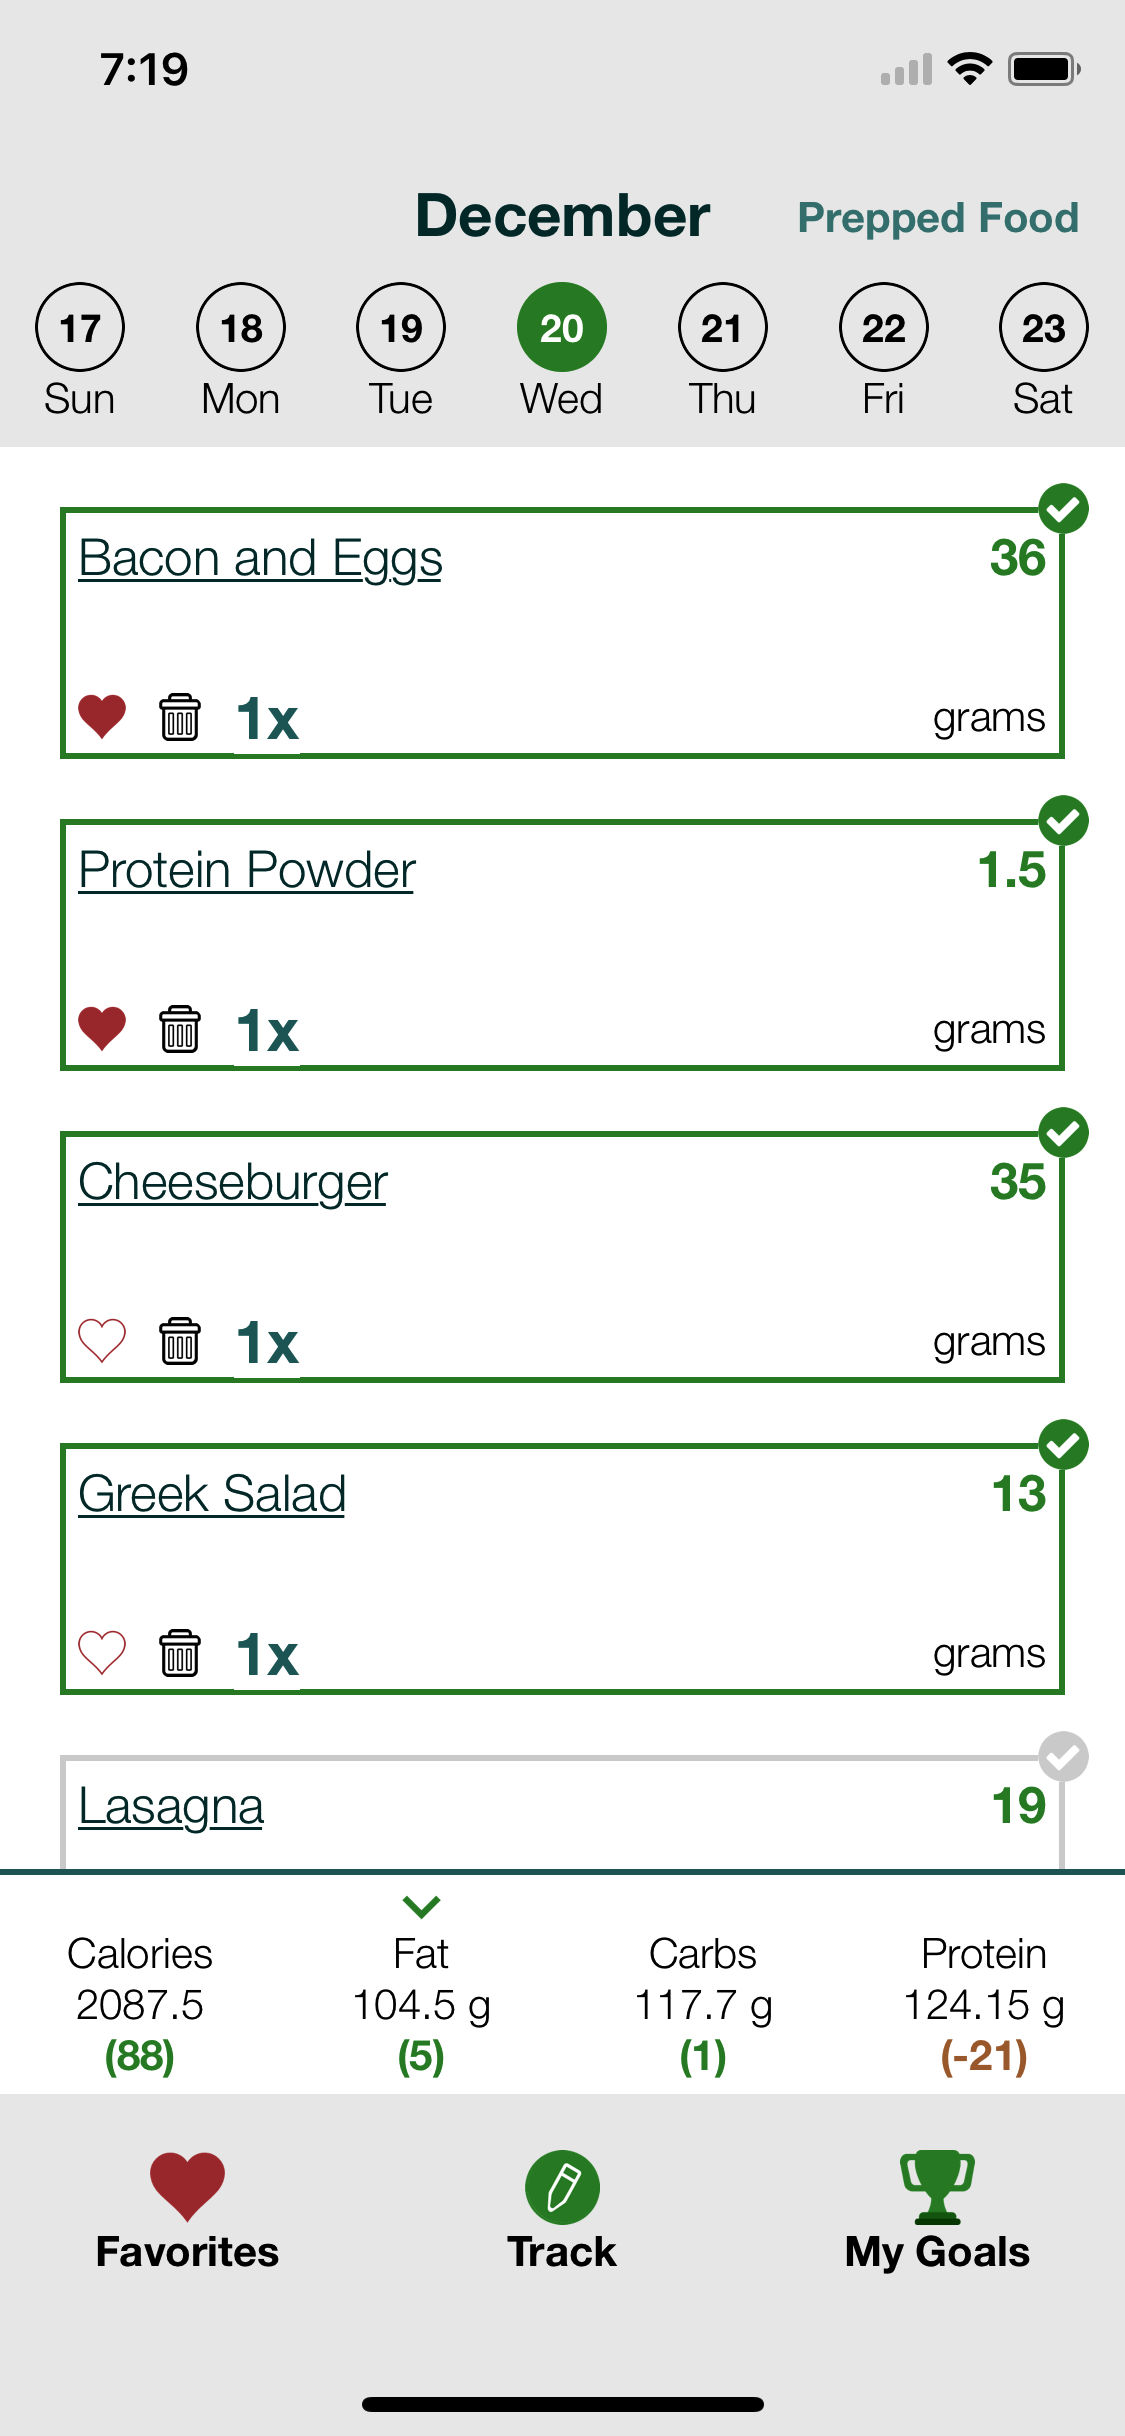 7:19
December
Prepped Food
17 18 19 20 21 22 23
Sun Mon Tue Wed Thu Fri Sat
Bacon and Eggs 36
1x grams
Protein Powder 1.5
1x grams
Cheeseburger 35
1x grams
Greek Salad 13
1x grams
Lasagna 19
Calories Fat Carbs Protein
2087.5 104.5 g 117.7 g 124.15 g
(88) (5) (1) (-21)
Favorites Track My Goals